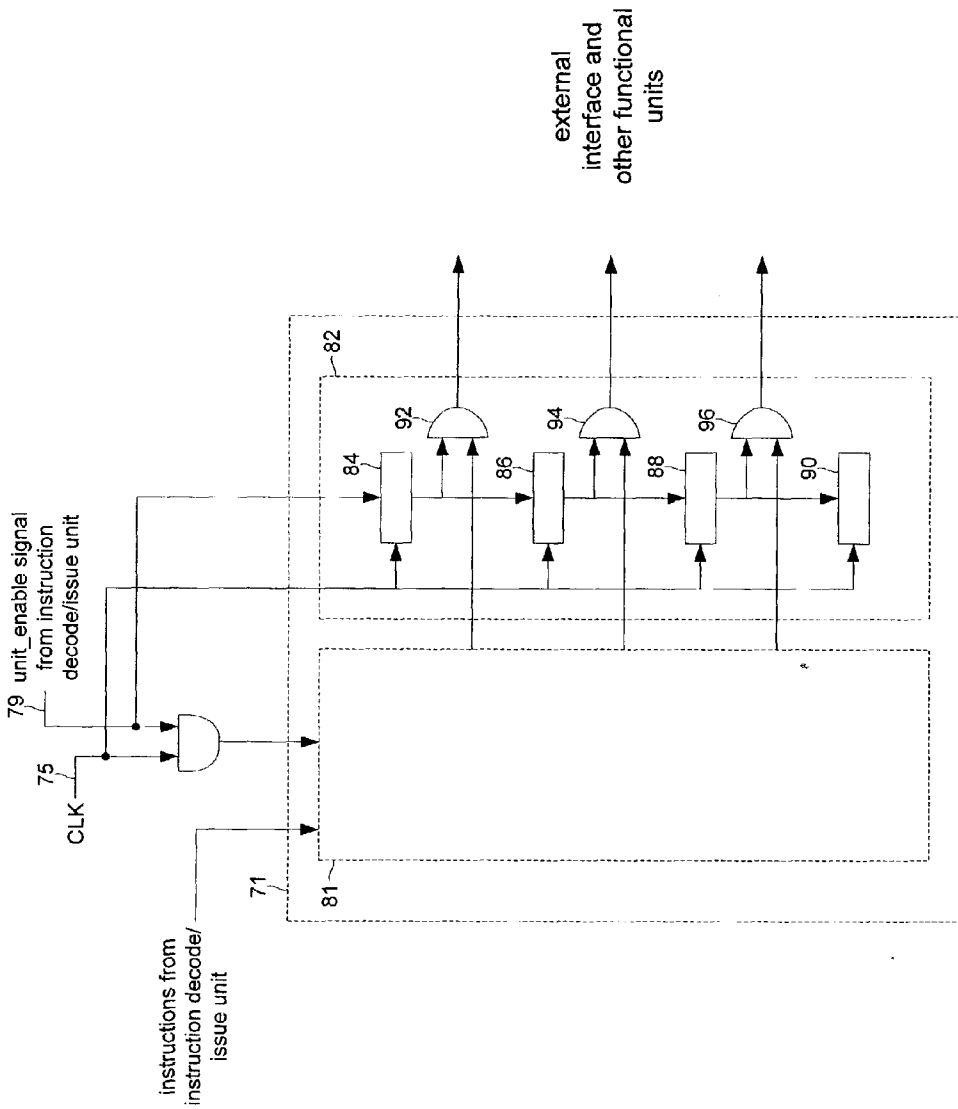 79
unit_enable signal
from instruction
decode/issue unit
75
CLK
instructions from
instruction decode/
issue unit
71
81
82
84
92
86
94
88
96
90
external
interface and
other functional
units